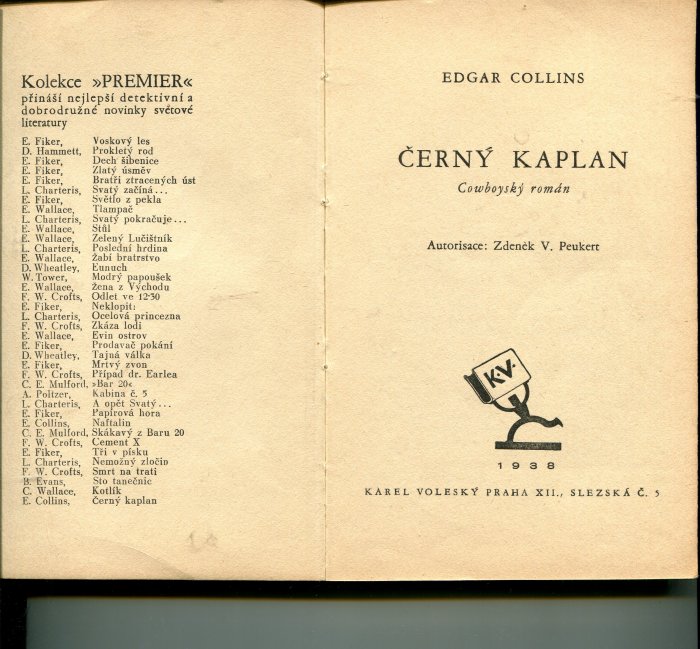 Kolekce »PREMIER«
přináší nejlepší detektivní a
dobrodružné novinky světové
literatury
E. Fiker, Voskový les
D. Hammett, Prokletý rod
E. Fiker, Dech šibenice
E. Fiker, Zlatý úsměv
E. Fiker, Bratři ztracených úst
L. Charteris, Svatý začíná...
E. Fiker, Světlo z pekla
E. Wallace, Tlampač
L. Charteris, Svatý pokračuje...
E. Wallace, Stůl
E. Wallace, Zelený Lučištník
L. Charteris, Poslední hrdina
E. Wallace, Žabí bratrstvo
D. Wheatley, Eunuch
W. Tower, Modrý papoušek
E. Wallace, Žena z Východu
F. W. Crofts, Odlet ve 12·30
E. Fiker, Neklopit!
L. Charteris, Ocelová princezna
F. W. Crofts, Zkáza lodi
E. Wallace, Evin ostrov
E. Fiker, Prodavač pokání
D. Wheatley, Tajná válka
E. Fiker, Mrtvý zvon
F. W. Crofts, Případ dr. Earlea
C. E. Mulford, »Bar 20«
A. Poltzer, Kabina č. 5
L. Charteris, A opět Svatý...
E. Fiker, Papírová hora
E. Collins, Naftalin
C. E. Mulford, Skákavý z Baru 20
F. W. Crofts, Cement X
E. Fiker, Tři v písku
L. Charteris, Nemožný zločin
F. W. Crofts, Smrt na trati
B. Evans, Sto tanečnic
C. Wallace, Kotlík
E. Collins, Černý kaplan
EDGAR COLLINS
ČERNÝ KAPLAN
Cowboyský román
Autorisace: Zdeněk V. Peukert
K.V.
1938
KAREL VOLESKÝ PRAHA XII., SLEZSKÁ Č. 5